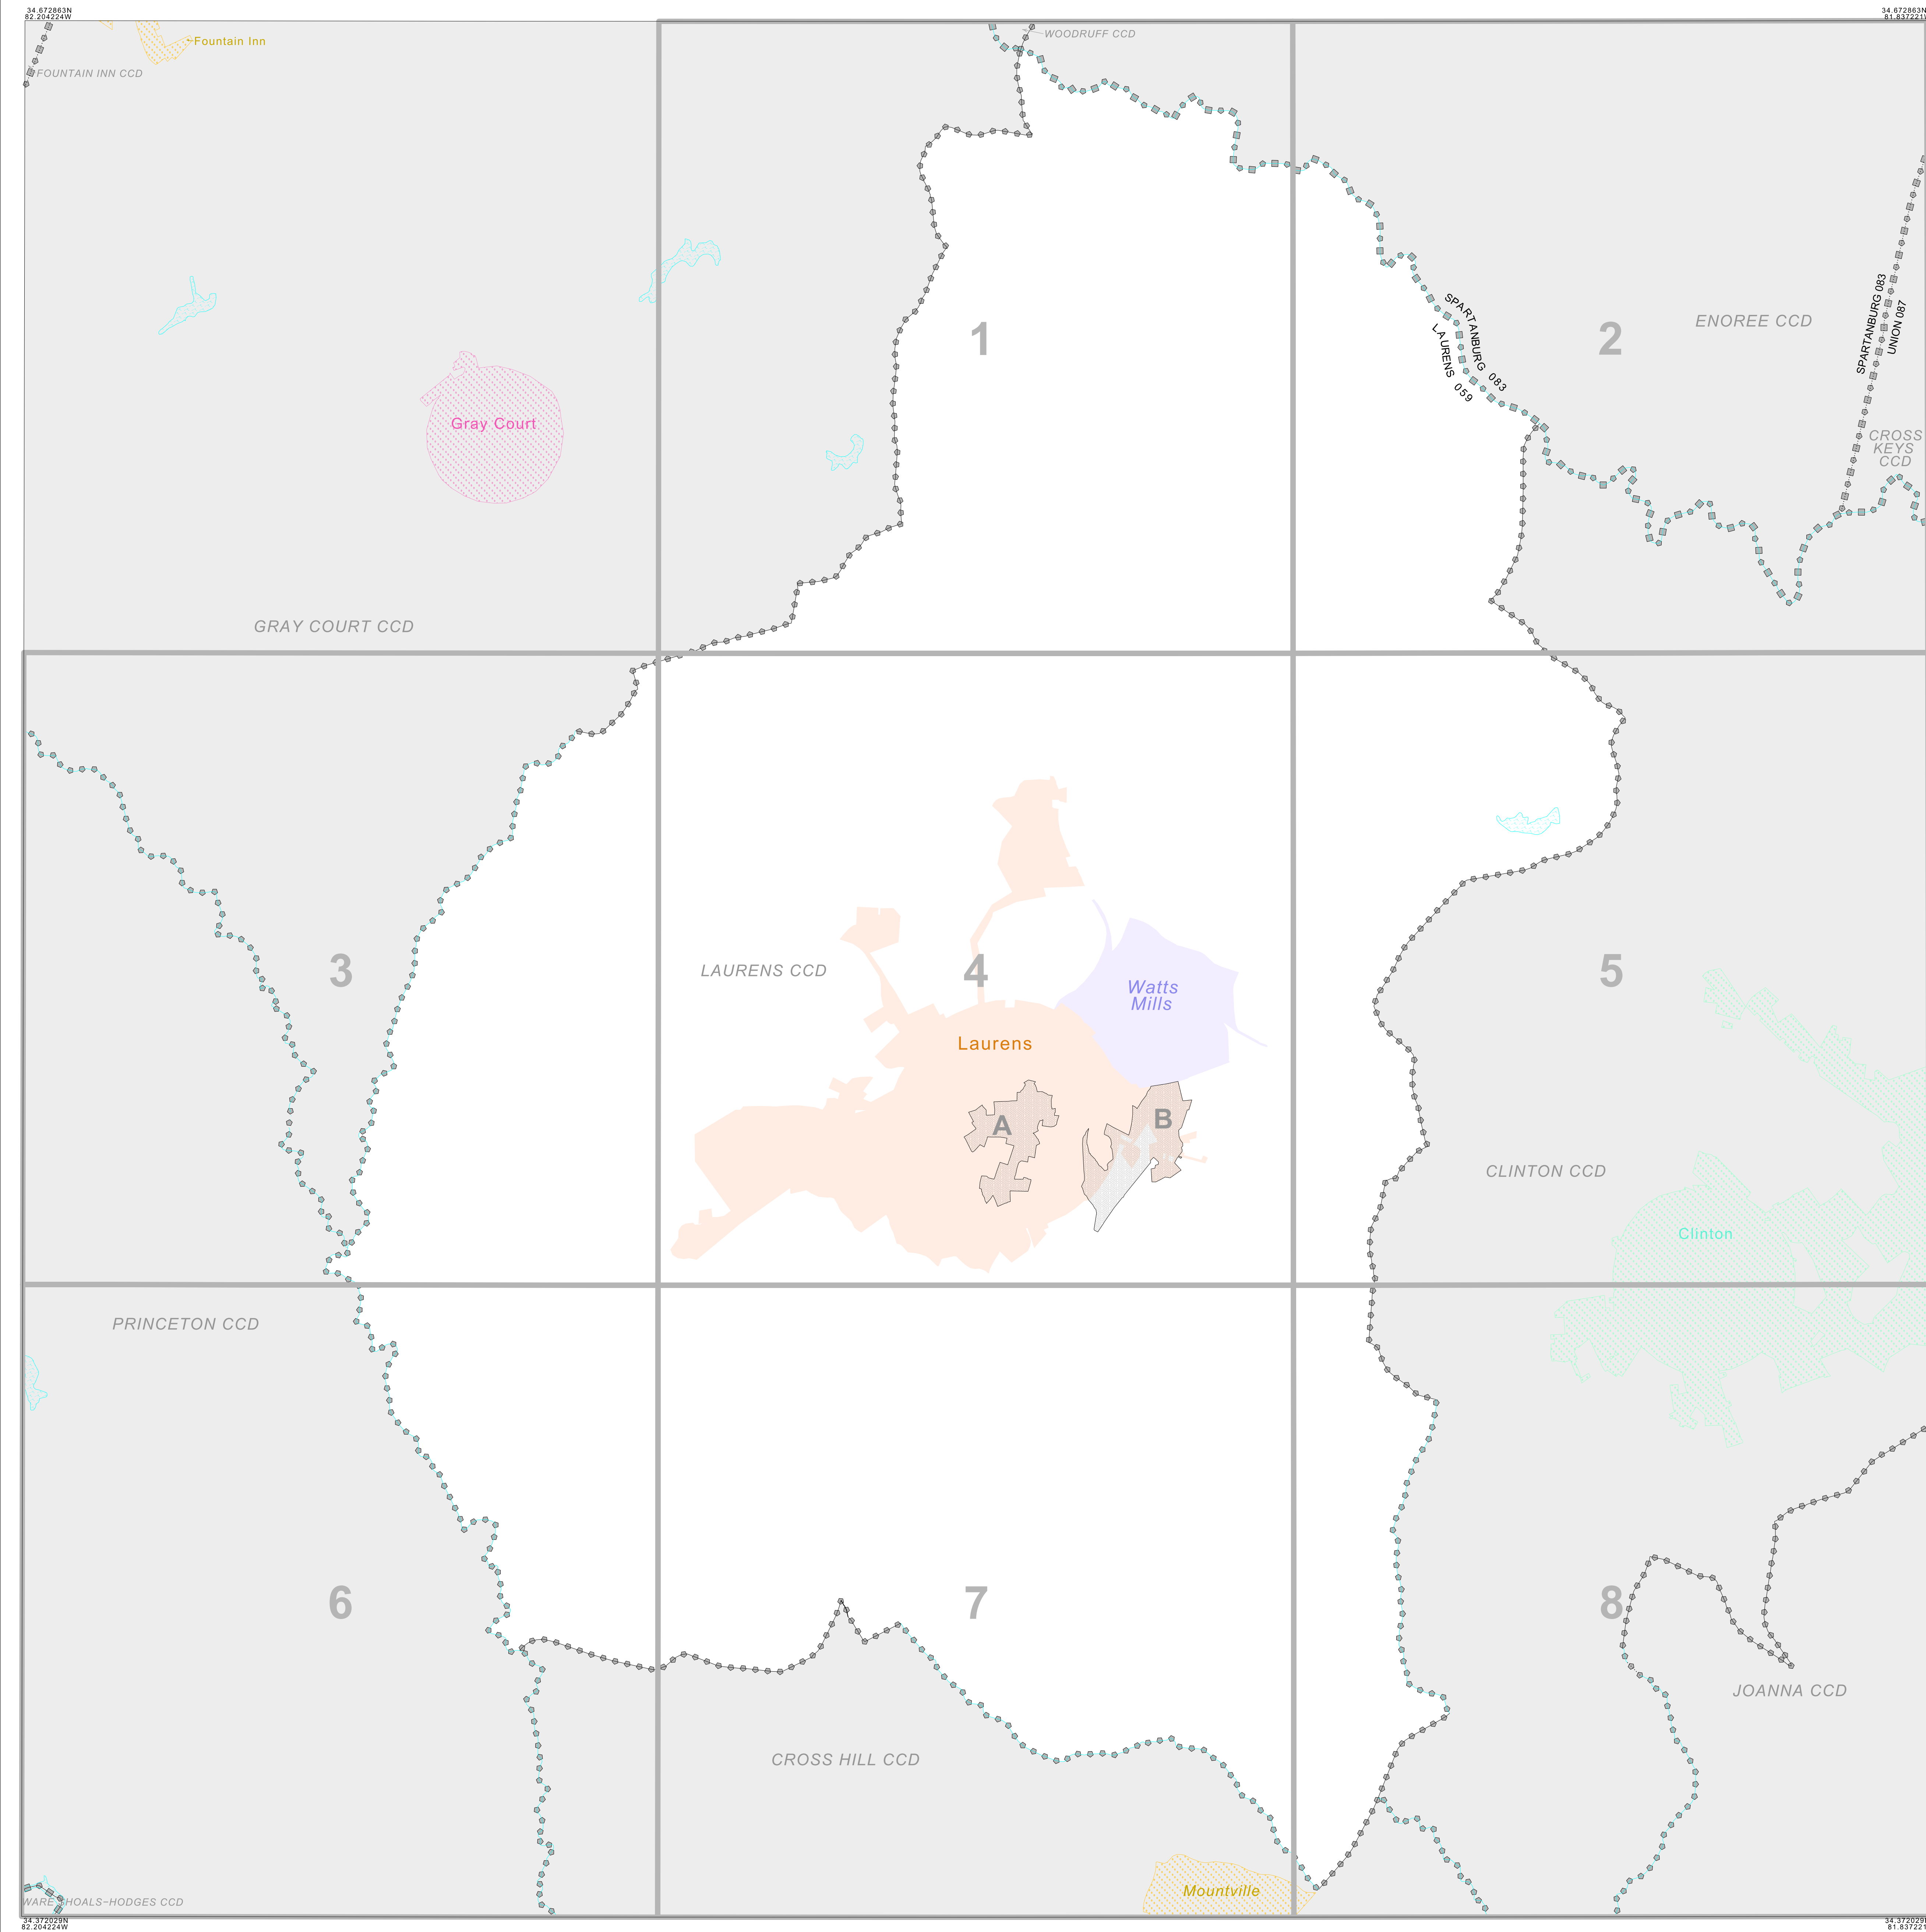 34.672863N
82.204224W
34.672863N
81.837221
Fountain Inn
WOODRUFF CCD
FOUNTAIN INN CCD
SPARTANBURG 083
LAURENS 059
ENOREE CCD
SPARTANBURG 083
UNION 087
1
2
Gray Court
CROSS
KEYS
CCD
GRAY COURT CCD
3
LAURENS CCD
4
Watts
Mills
5
Laurens
A
B
CLINTON CCD
Clinton
PRINCETON CCD
6
7
8
JOANNA CCD
CROSS HILL CCD
Mountville
WARE SHOALS-HODGES CCD
34.372029N
82.204224W
34.372029N
81.837221